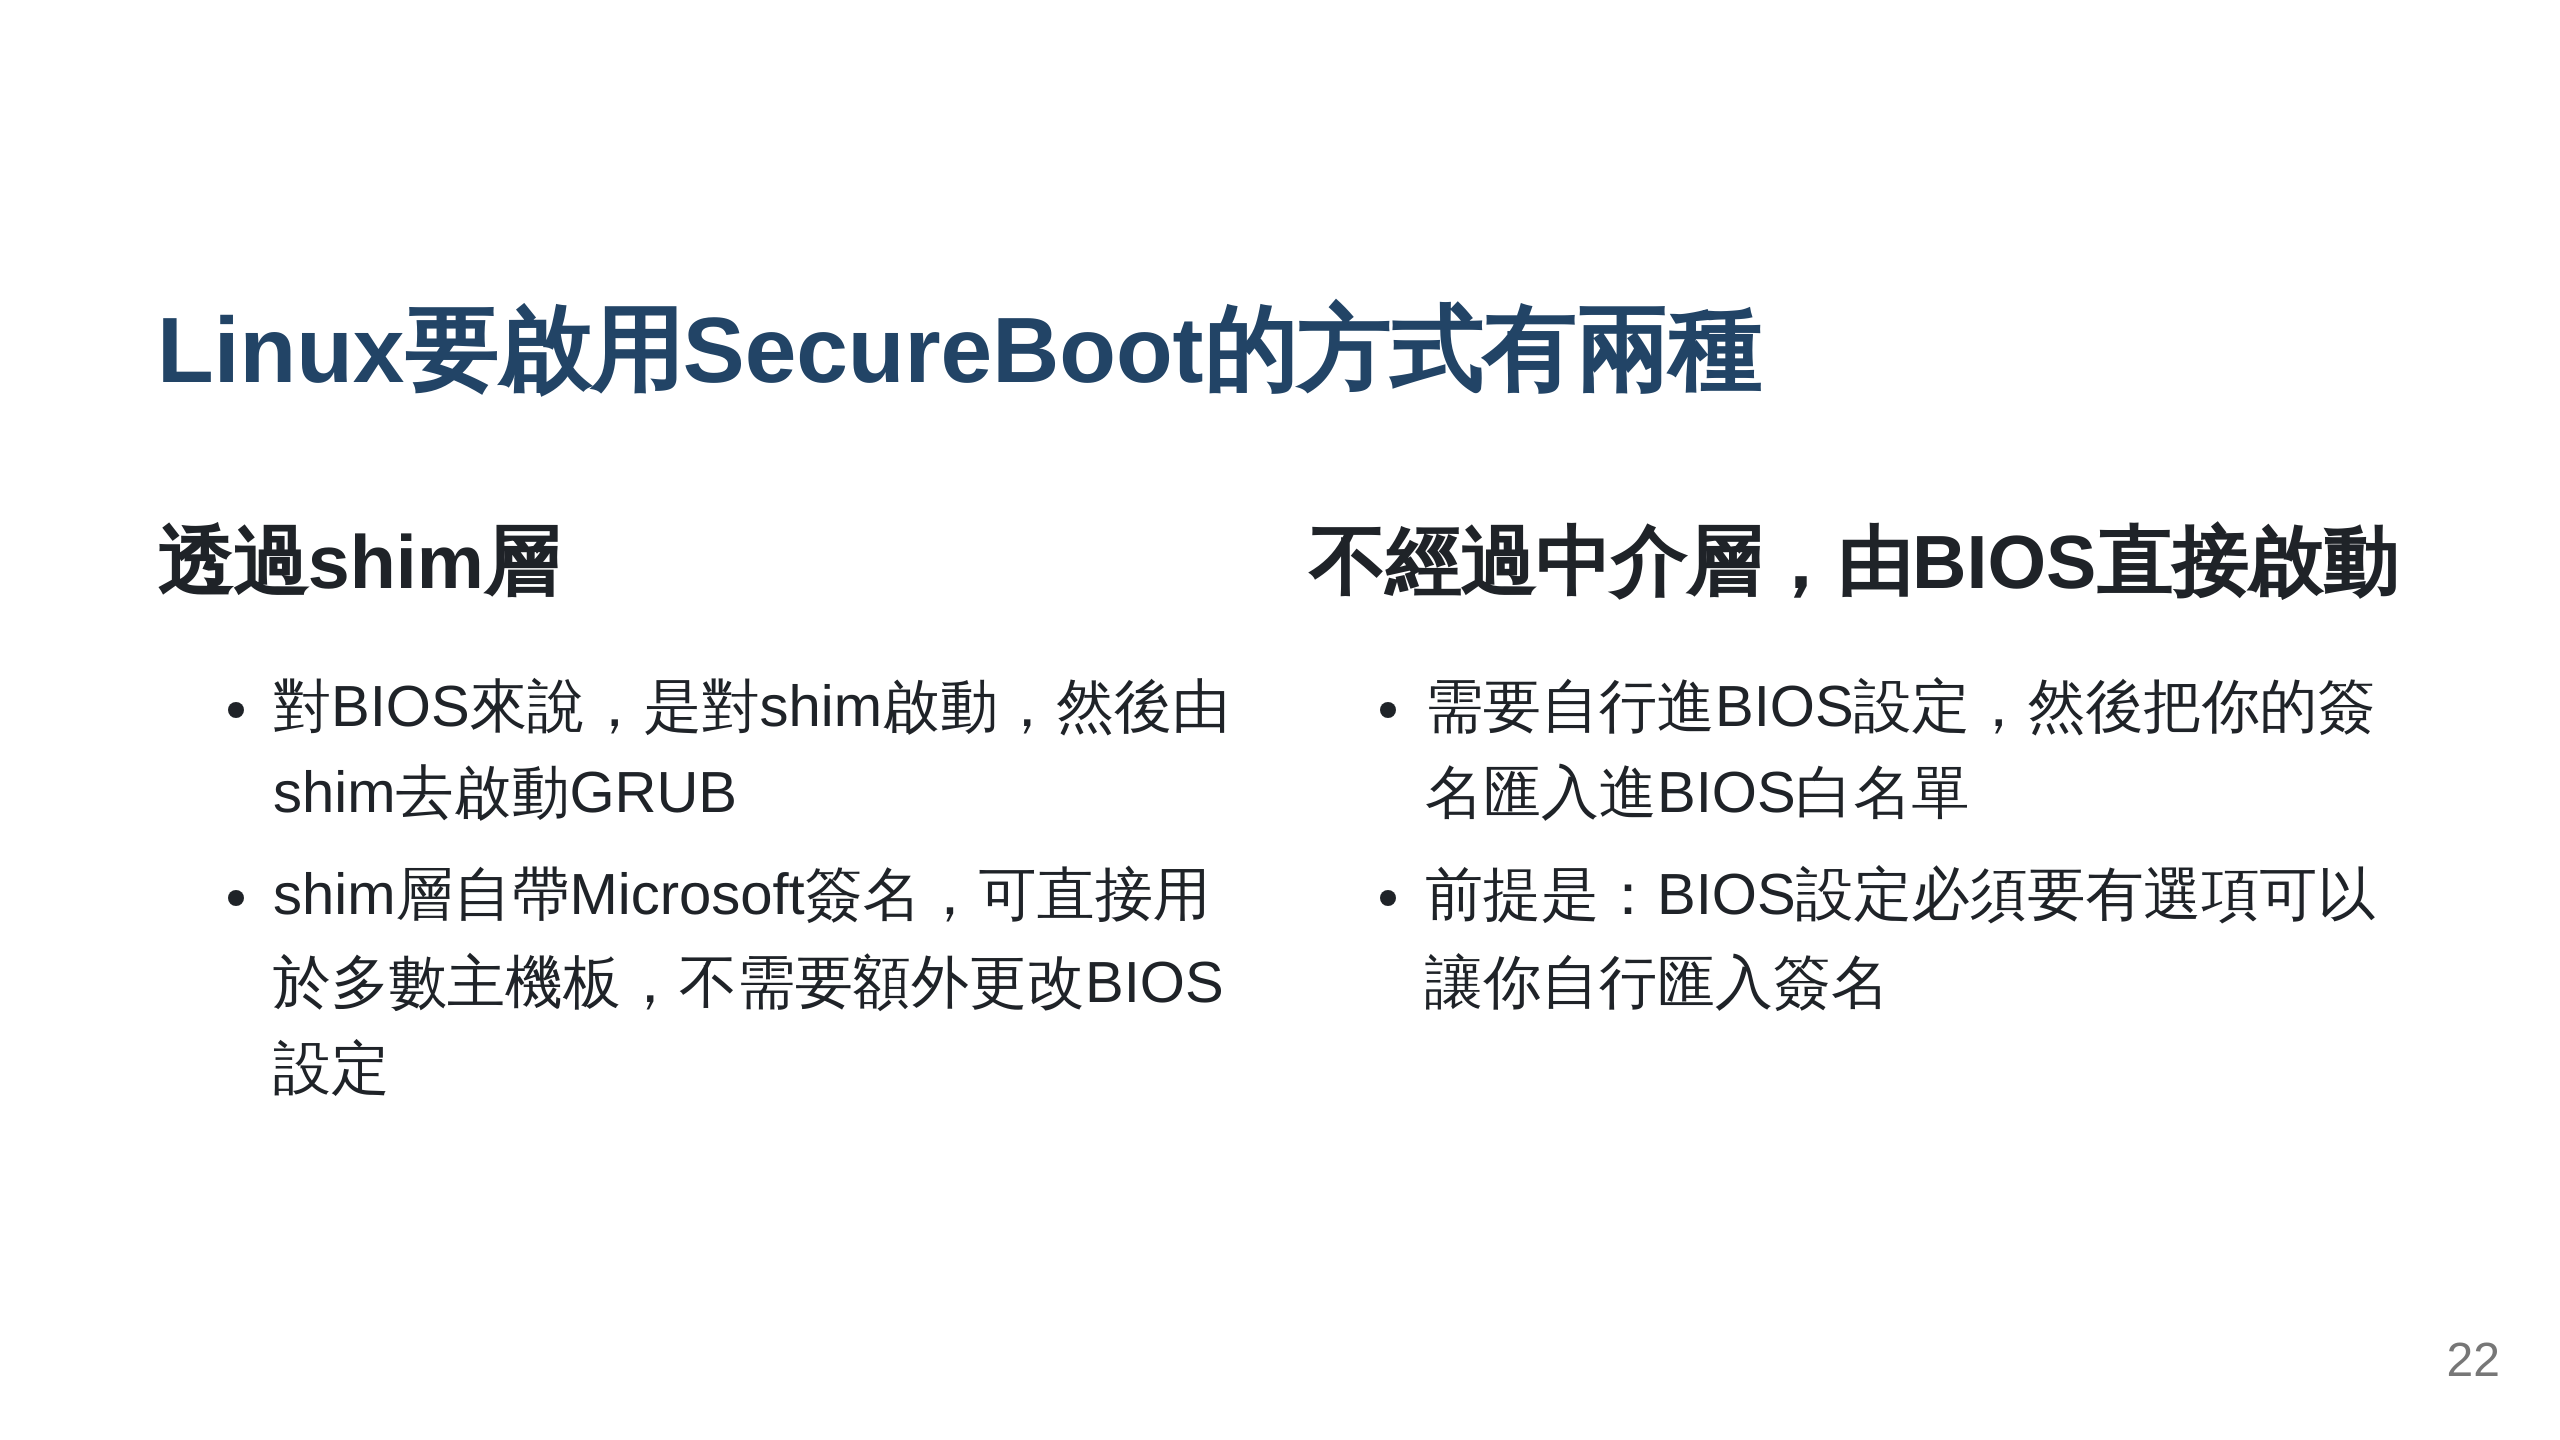 Linux要啟用SecureBoot的方式有兩種
透過shim層
• 對BIOS來說，是對shim啟動，然後由
shim去啟動GRUB
• shim層自帶Microsoft簽名，可直接用
於多數主機板，不需要額外更改BIOS
設定
不經過中介層，由BIOS直接啟動
• 需要自行進BIOS設定，然後把你的簽
名匯入進BIOS白名單
• 前提是：BIOS設定必須要有選項可以
讓你自行匯入簽名
22